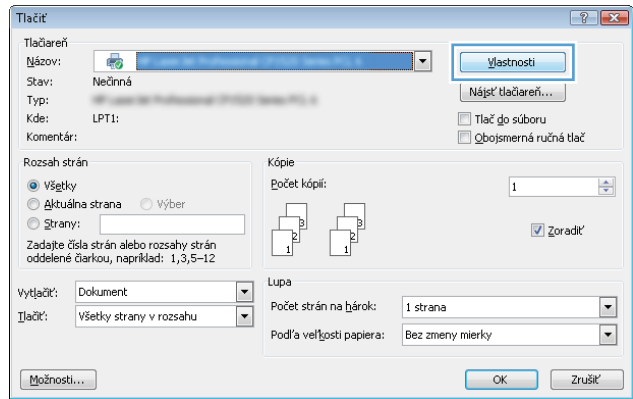 Tlačiť
Tlačiareň
Názov:
Vlastnosti
Stav: Nečinná
Nájsť tlačiareň...
Typ:
Kde: LPT1:
Tlač do súboru
Komentár:
Obojsmerná ručná tlač
Rozsah strán
Všetky
Aktuálna strana Výber
Strany:
Zadajte čísla strán alebo rozsahy strán
oddelené čiarkou, napríklad: 1,3,5–12
Kópie
Počet kópií: 1
3 3
2 2
1 1
Zoradiť
Vytlačiť: Dokument
Tlačiť: Všetky strany v rozsahu
Lupa
Počet strán na hárok: 1 strana
Podľa veľkosti papiera: Bez zmeny mierky
Možnosti...
OK Zrušiť